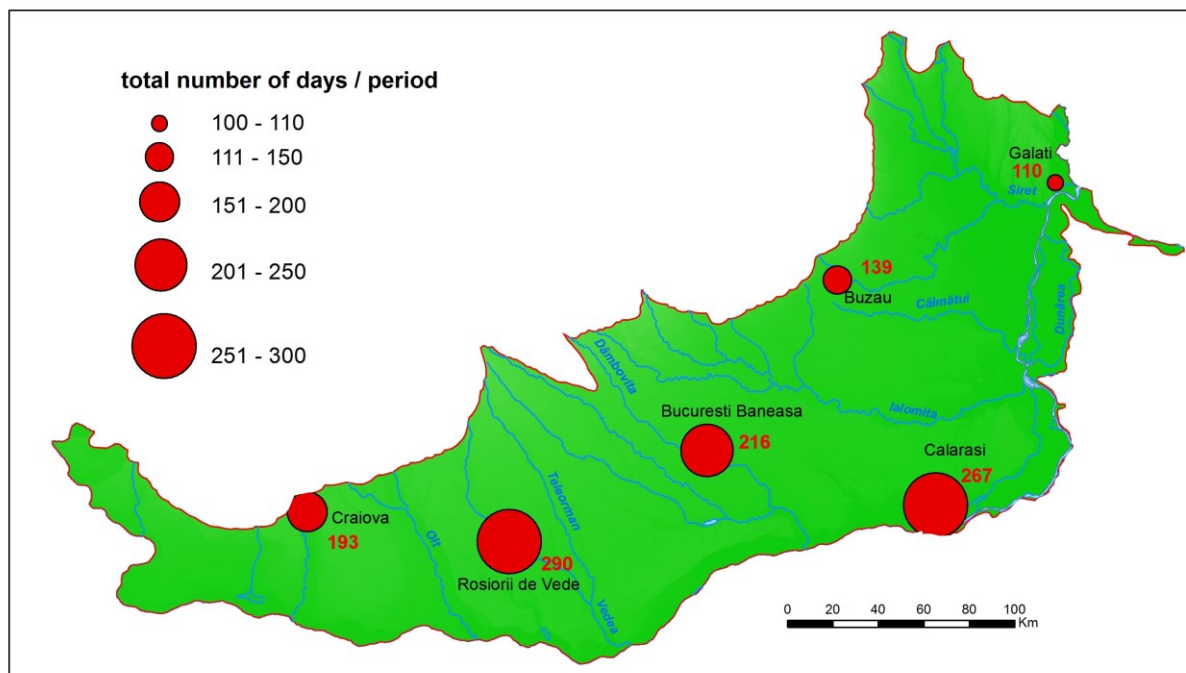 total number of days / period
100 - 110
111 - 150
151 - 200
201 - 250
251 - 300
Galati
110
Siret
139
Buzau
Călmătui
Dunărea
Dâmbovita
Ialomita
Bucuresti Baneasa
216
Calarasi
267
Teleorman
Craiova
193
Olt
290
Rosiorii de Vede
Vedea
0 20 40 60 80 100
Km